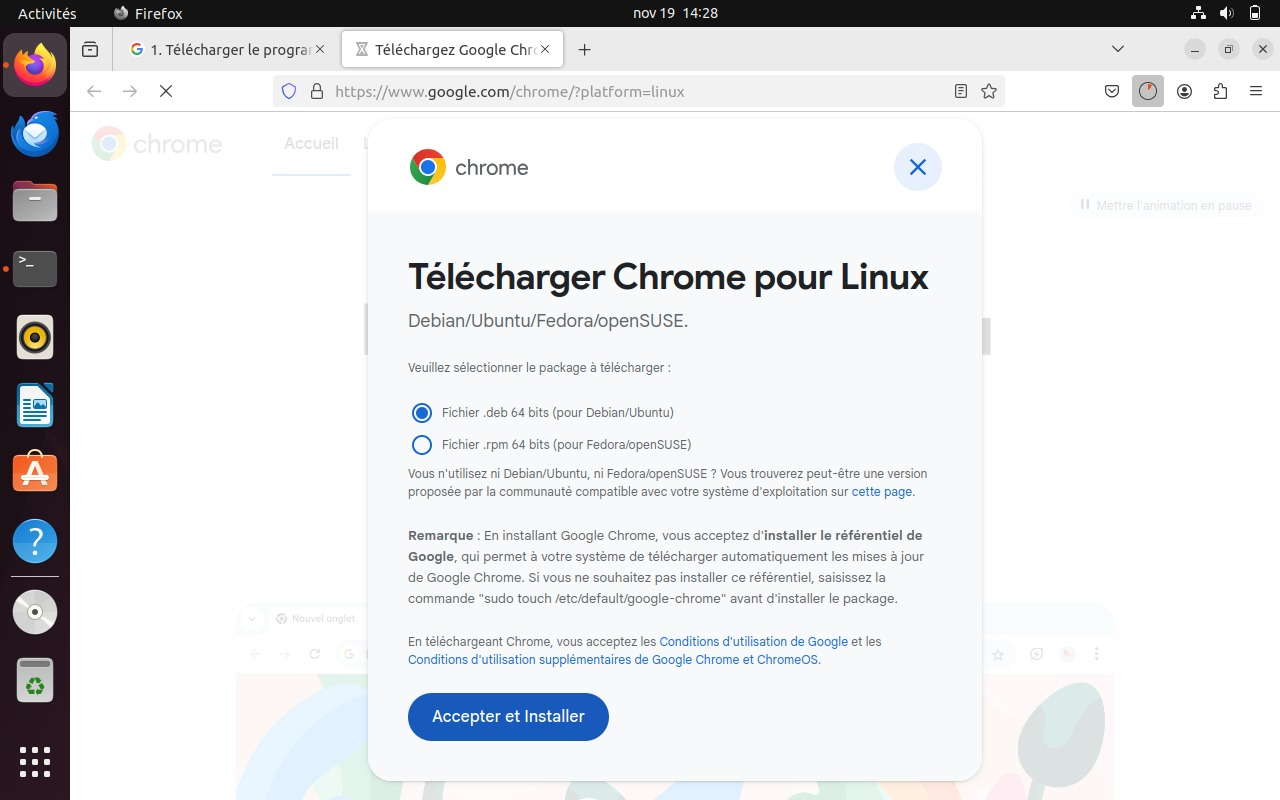 Activités
Firefox
nov 19 14:28
1. Télécharger le progra
Téléchargez Google Chr
https://www.google.com/chrome/?platform=linux
chrome
Accueil
chrome
Mettre l'animation en pause
Télécharger Chrome pour Linux
Debian/Ubuntu/Fedora/openSUSE.
Veuillez sélectionner le package à télécharger :
Fichier .deb 64 bits (pour Debian/Ubuntu)
Fichier .rpm 64 bits (pour Fedora/openSUSE)
Vous n'utilisez ni Debian/Ubuntu, ni Fedora/openSUSE ? Vous trouverez peut-être une version
proposée par la communauté compatible avec votre système d'exploitation sur cette page.
Remarque : En installant Google Chrome, vous acceptez d'installer le référentiel de
Google, qui permet à votre système de télécharger automatiquement les mises à jour
de Google Chrome. Si vous ne souhaitez pas installer ce référentiel, saisissez la
commande "sudo touch /etc/default/google-chrome" avant d'installer le package.
Nouvel onglet
En téléchargeant Chrome, vous acceptez les Conditions d'utilisation de Google et les
Conditions d'utilisation supplémentaires de Google Chrome et ChromeOS.
Accepter et Installer